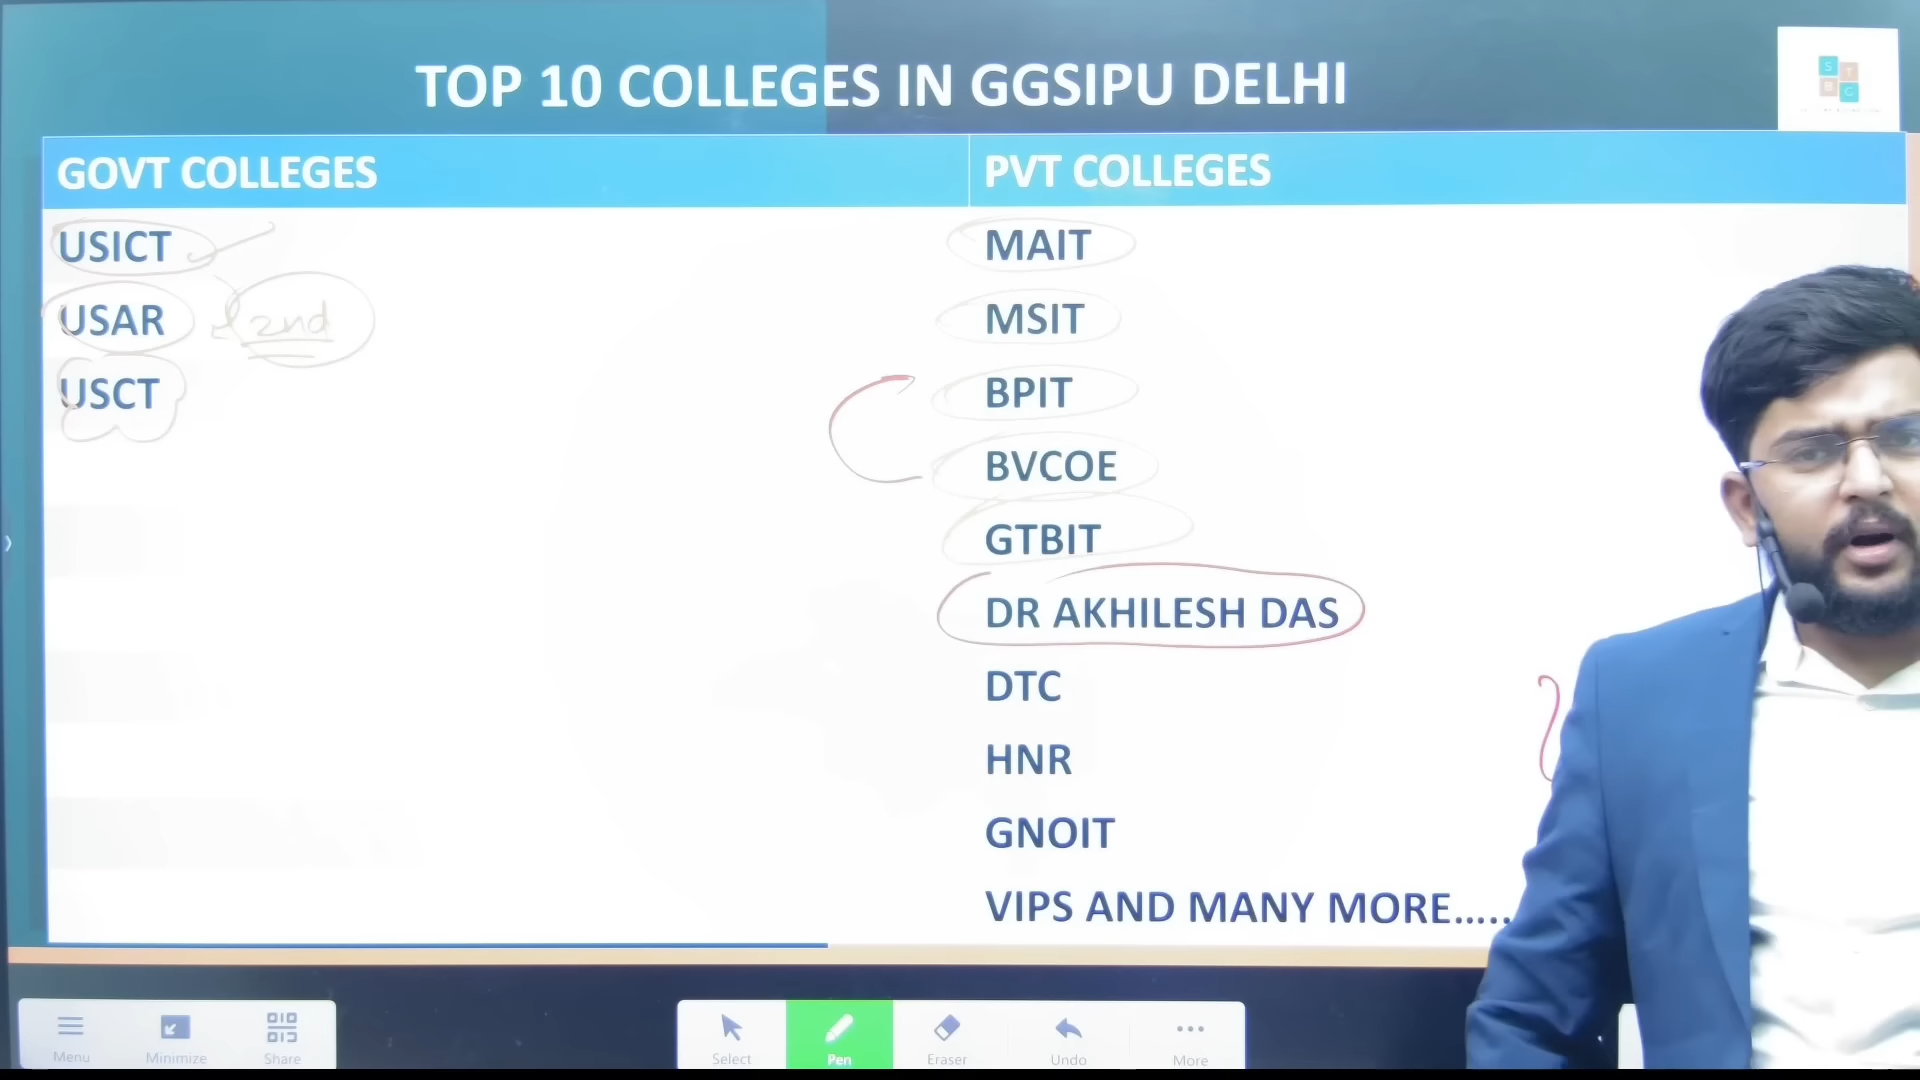 TOP 10 COLLEGES IN GGSIPU DELHI
S T
B C
GOVT COLLEGES
PVT COLLEGES
USICT
USAR
2nd
USCT
MAIT
MSIT
BPIT
BVCOE
GTBIT
DR AKHILESH DAS
DTC
HNR
GNOIT
VIPS AND MANY MORE.....
Menu
Minimize
Share
Select
Pen
Eraser
Undo
More